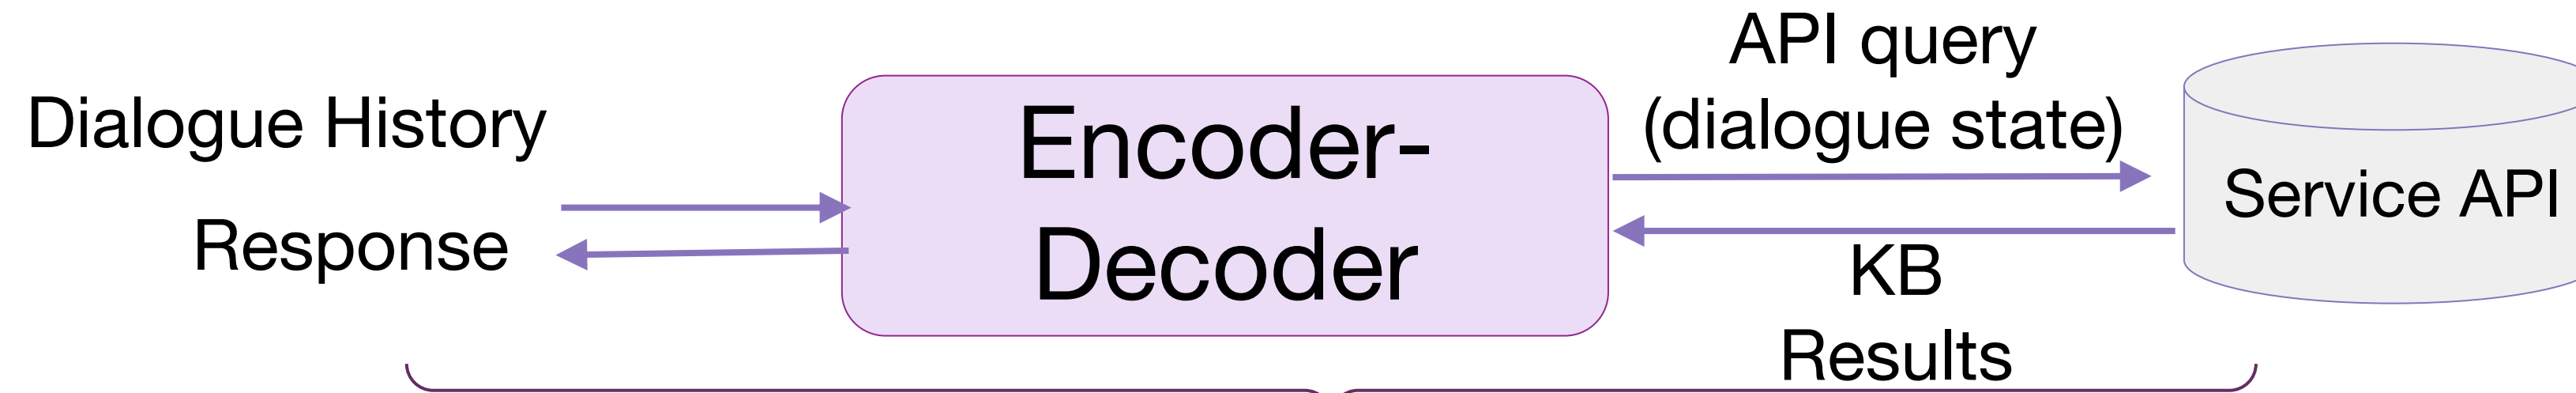 Dialogue History
Response
Encoder-
Decoder
API query
(dialogue state)
KB
Results
Service API